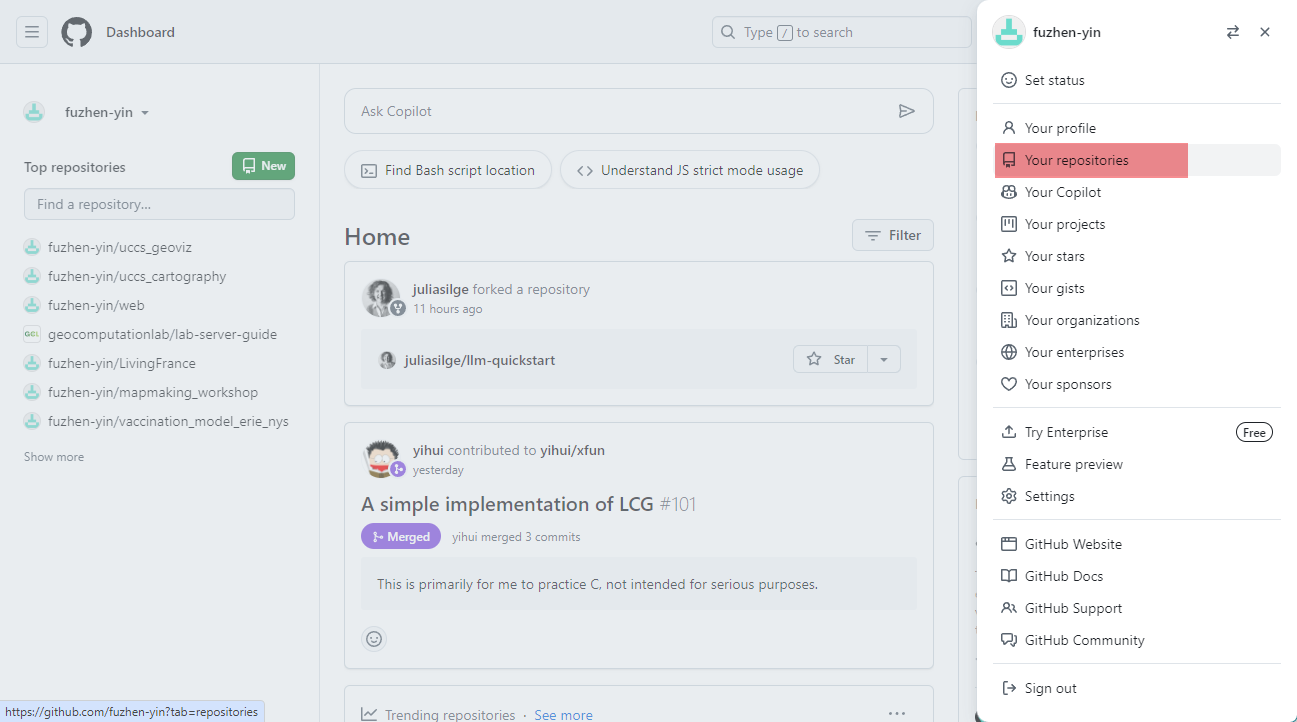 Dashboard
Type / to search
fuzhen-yin
Top repositories
New
Find a repository...
fuzhen-yin/uccs_geoviz
fuzhen-yin/uccs_cartography
fuzhen-yin/web
GCL
geocomputationlab/lab-server-guide
fuzhen-yin/LivingFrance
fuzhen-yin/mapmaking_workshop
fuzhen-yin/vaccination_model_erie_nys
Show more
Ask Copilot
Find Bash script location
Understand JS strict mode usage
Home
Filter
juliasilge forked a repository
11 hours ago
juliasilge/llm-quickstart
Star
yihui contributed to yihui/xfun
yesterday
A simple implementation of LCG #101
Merged
yihui merged 3 commits
This is primarily for me to practice C, not intended for serious purposes.
Trending repositories · See more
fuzhen-yin
Set status
Your profile
Your repositories
Your Copilot
Your projects
Your stars
Your gists
Your organizations
Your enterprises
Your sponsors
Try Enterprise
Free
Feature preview
Settings
GitHub Website
GitHub Docs
GitHub Support
GitHub Community
Sign out
https://github.com/fuzhen-yin?tab=repositories